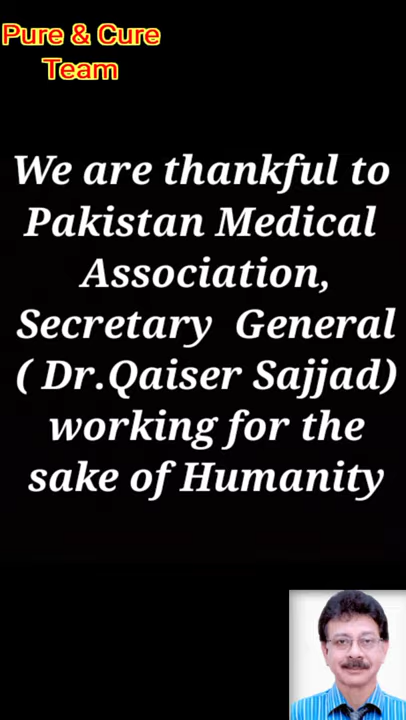 Pure & Cure
Team
We are thankful to
Pakistan Medical
Association,
Secretary General
( Dr.Qaiser Sajjad)
working for the
sake of Humanity